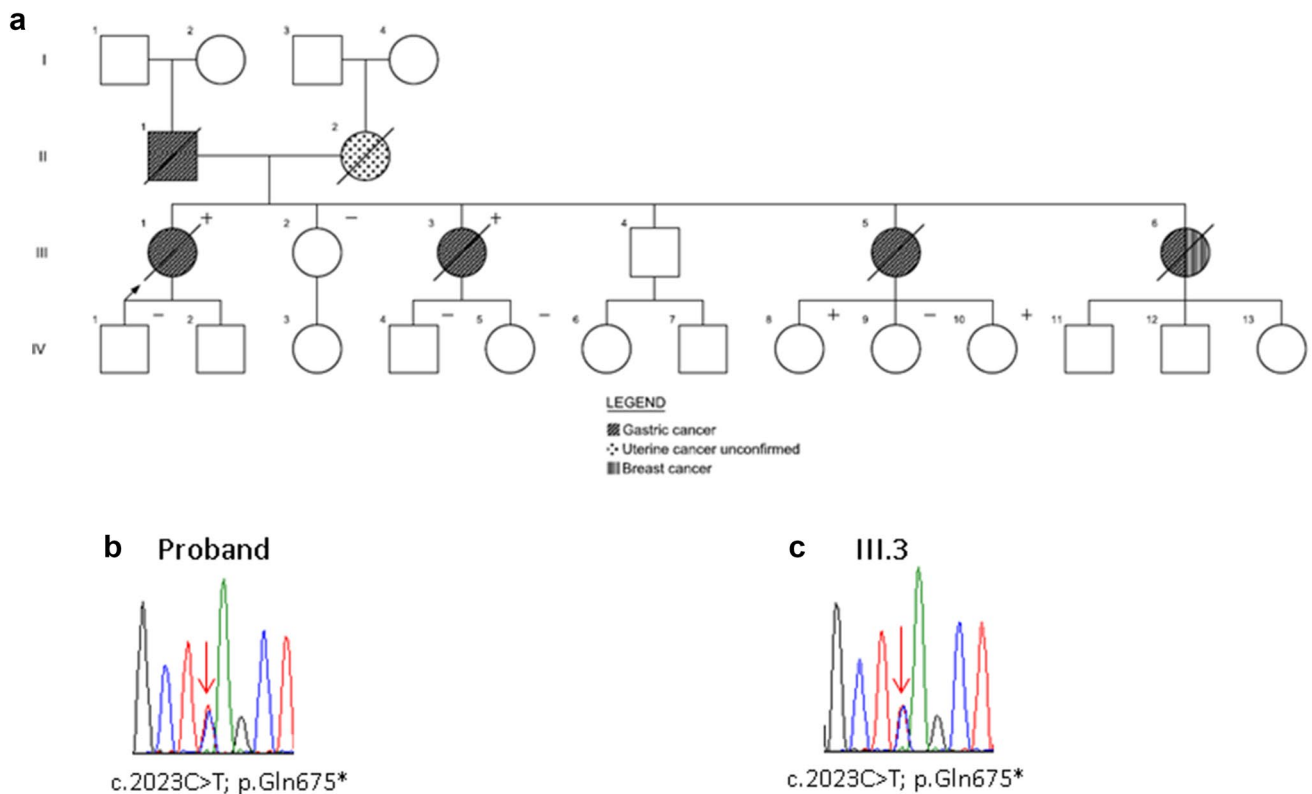 a
1 2 3 4
I
1 2
II
1 + 2 − 3 + 4 5 6
III
1 − 2 3 4 − 5 − 6 7 8 + 9 − 10 + 11 12 13
IV
LEGEND
Gastric cancer
Uterine cancer unconfirmed
Breast cancer
b Proband
c III.3
c.2023C>T; p.Gln675*
c.2023C>T; p.Gln675*